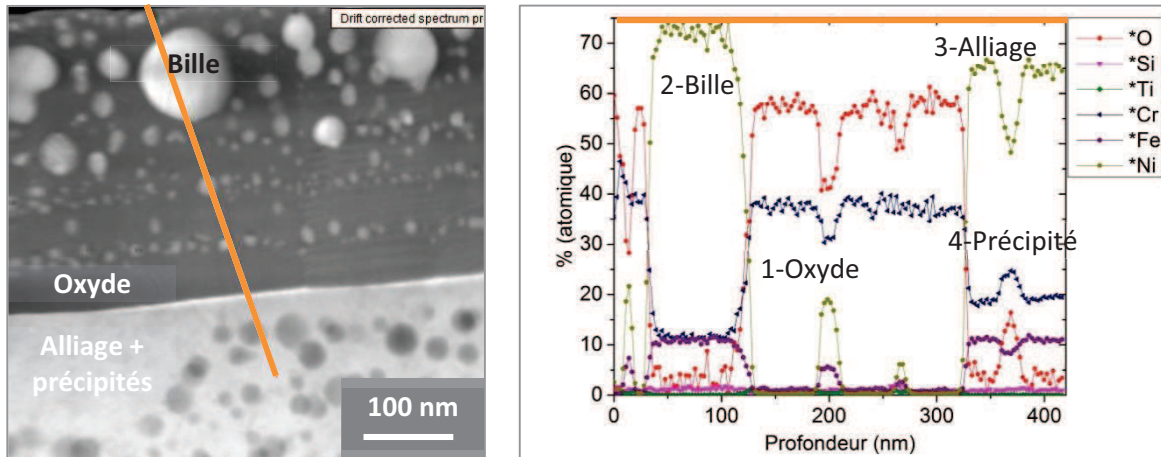 Drift corrected spectrum pr
Bille
Oxyde
Alliage +
précipités
100 nm
% (atomique)
70
60
50
40
30
20
10
0
0
100
200
300
400
Profondeur (nm)
2-Bille
3-Alliage
1-Oxyde
4-Précipité
*O
*Si
*Ti
*Cr
*Fe
*Ni